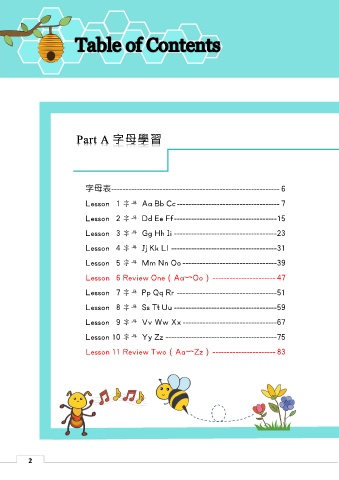 Table of Contents
Part A 字母學習
字母表---------------------------------------------------------- 6
Lesson 1 字母 Aa Bb Cc ------------------------------------ 7
Lesson 2 字母 Dd Ee Ff------------------------------------15
Lesson 3 字母 Gg Hh Ii ------------------------------------23
Lesson 4 字母 Jj Kk Ll -------------------------------------31
Lesson 5 字母 Mm Nn Oo ---------------------------------39
Lesson 6 Review One ( Aa~Oo ) ---------------------- 47
Lesson 7 字母 Pp Qq Rr -----------------------------------51
Lesson 8 字母 Ss Tt Uu ------------------------------------59
Lesson 9 字母 Vv Ww Xx ---------------------------------67
Lesson 10 字母 Yy Zz ---------------------------------------75
Lesson 11 Review Two ( Aa~Zz ) ---------------------- 83
2